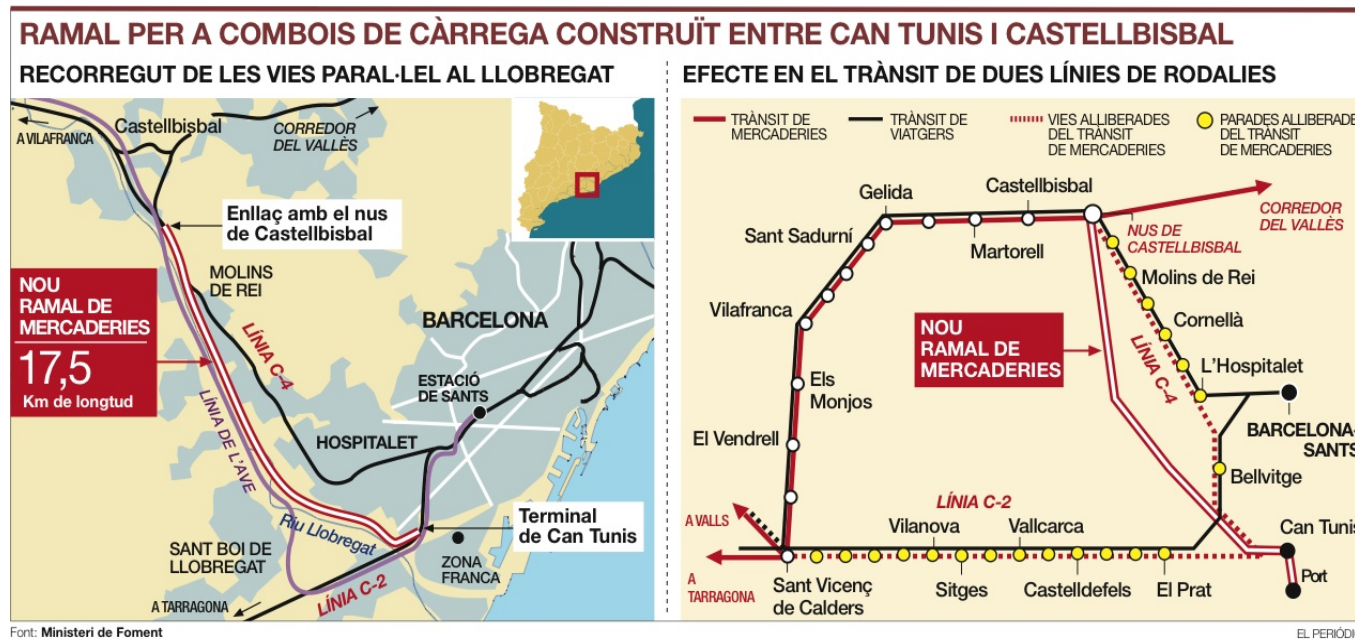 RAMAL PER A COMBOIS DE CÀRREGA CONSTRUÏT ENTRE CAN TUNIS I CASTELLBISBAL
RECORREGUT DE LES VIES PARAL·LEL AL LLOBREGAT
A VILAFRANCA
Castellbisbal
CORREDOR
DEL VALLÈS
Enllaç amb el nus
de Castellbisbal
MOLINS
DE REI
NOU
RAMAL DE
MERCADERIES
17,5
Km de longtud
LÍNIA C-4
LÍNIA DE L'AVE
BARCELONA
ESTACIÓ
DE SANTS
HOSPITALET
Riu Llobregat
Terminal
de Can Tunis
SANT BOI DE
LLOBREGAT
ZONA
FRANCA
LÍNIA C-2
A TARRAGONA
Font: Ministeri de Foment
EFECTE EN EL TRÀNSIT DE DUES LÍNIES DE RODALIES
TRÀNSIT DE
MERCADERIES
TRÀNSIT DE
VIATGERS
VIES ALLIBERADES
DEL TRÀNSIT
DE MERCADERIES
PARADES ALLIBERADE
DEL TRÀNSIT
DE MERCADERIES
Gelida
Castellbisbal
CORREDOR
DEL VALLÈS
Sant Sadurní
Martorell
NUS DE
CASTELLBISBAL
Molins de Rei
Vilafranca
NOU
RAMAL DE
MERCADERIES
Cornellà
LÍNIA C-4
L'Hospitalet
Els
Monjos
BARCELONA-
SANTS
El Vendrell
Bellvitge
LÍNIA C-2
A VALLS
Vilanova
Vallcarca
Can Tunis
A
TARRAGONA
Sant Vicenç
de Calders
Sitges
Castelldefels
El Prat
Port
EL PERIÓDI